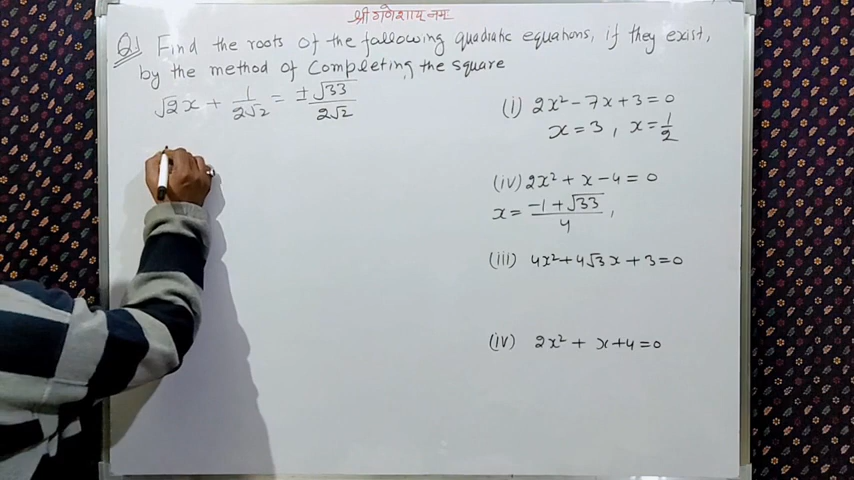 श्री गणेशाय नमः
Q1 Find the roots of the following quadratic equations, if they exist,
by the method of Completing the square
√2x + 1/2√2 = ±√33/2√2
(i) 2x² - 7x + 3 = 0
x = 3 , x = 1/2
(iv) 2x² + x - 4 = 0
x = -1 + √33/4 ,
(iii) 4x² + 4√3x + 3 = 0
(iv) 2x² + x + 4 = 0